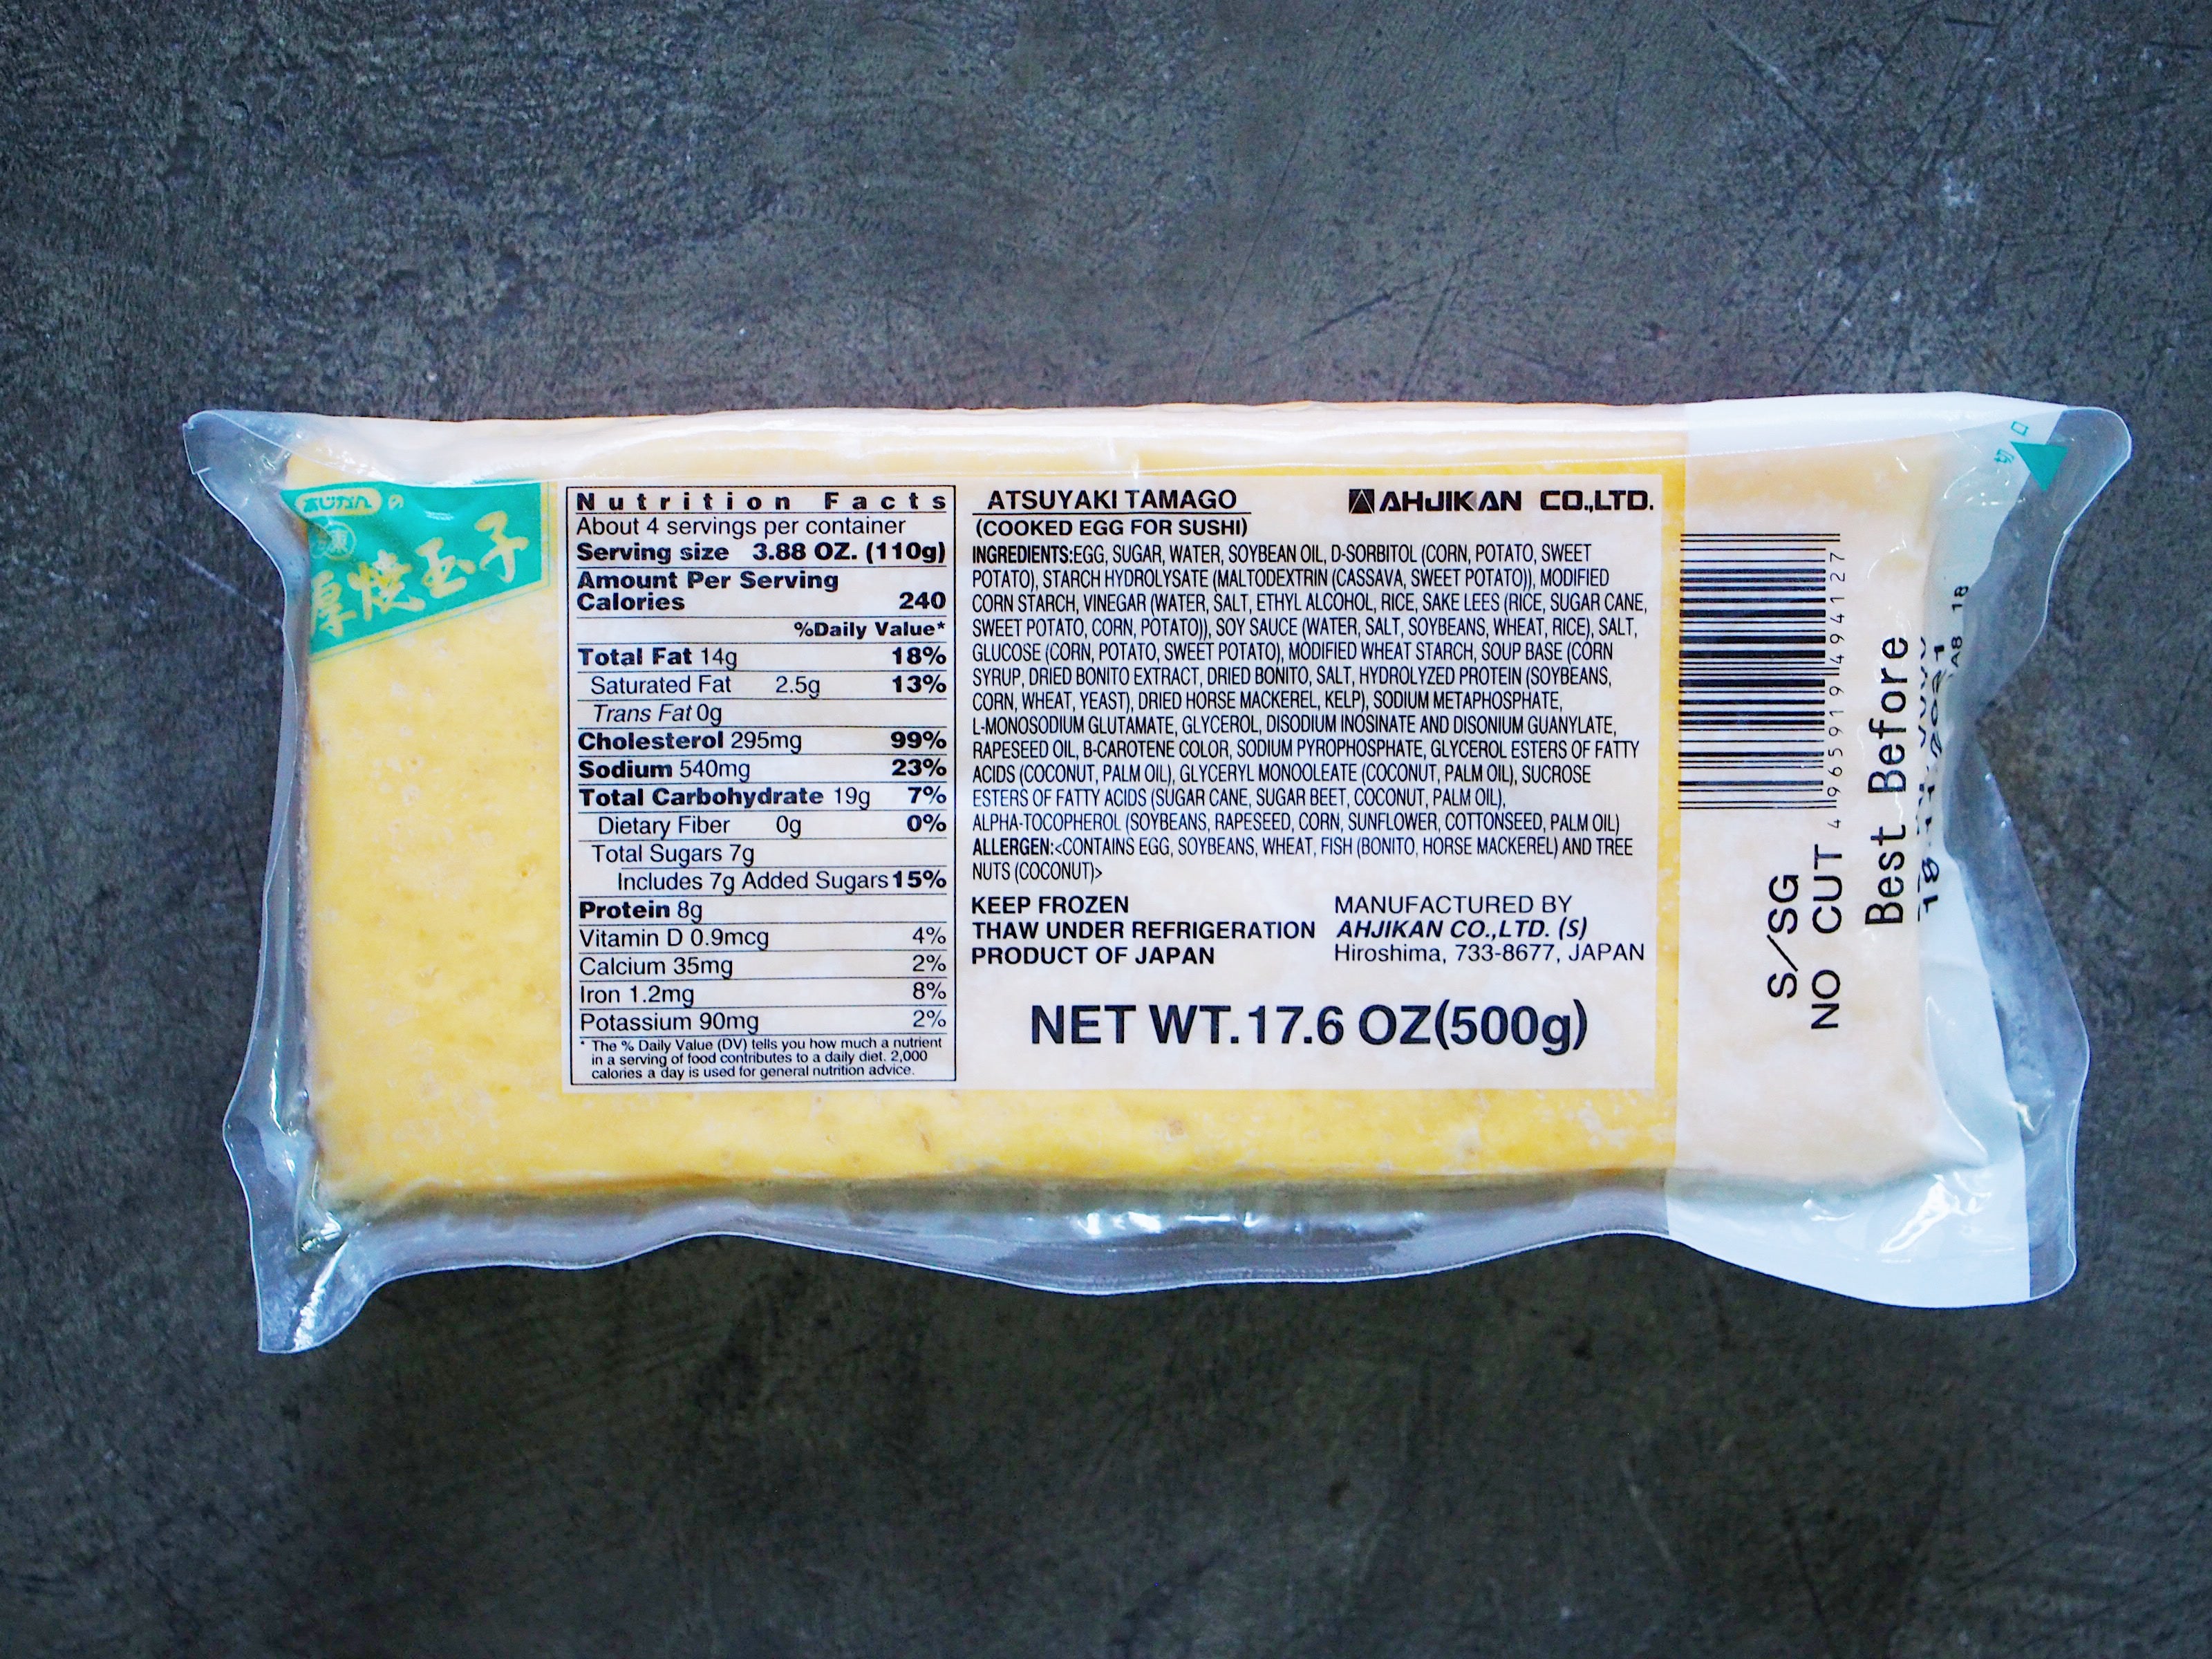 あじかんの
冷凍
厚焼玉子
Nutrition Facts
About 4 servings per container
Serving size 3.88 OZ. (110g)
Amount Per Serving
Calories 240
%Daily Value*
Total Fat 14g 18%
Saturated Fat 2.5g 13%
Trans Fat 0g
Cholesterol 295mg 99%
Sodium 540mg 23%
Total Carbohydrate 19g 7%
Dietary Fiber 0g 0%
Total Sugars 7g
Includes 7g Added Sugars 15%
Protein 8g
Vitamin D 0.9mcg 4%
Calcium 35mg 2%
Iron 1.2mg 8%
Potassium 90mg 2%
* The % Daily Value (DV) tells you how much a nutrient
in a serving of food contributes to a daily diet. 2,000
calories a day is used for general nutrition advice.
ATSUYAKI TAMAGO
(COOKED EGG FOR SUSHI)
AHJIKAN CO.,LTD.
INGREDIENTS:EGG, SUGAR, WATER, SOYBEAN OIL, D-SORBITOL (CORN, POTATO, SWEET
POTATO), STARCH HYDROLYSATE (MALTODEXTRIN (CASSAVA, SWEET POTATO)), MODIFIED
CORN STARCH, VINEGAR (WATER, SALT, ETHYL ALCOHOL, RICE, SAKE LEES (RICE, SUGAR CANE,
SWEET POTATO, CORN, POTATO)), SOY SAUCE (WATER, SALT, SOYBEANS, WHEAT, RICE), SALT,
GLUCOSE (CORN, POTATO, SWEET POTATO), MODIFIED WHEAT STARCH, SOUP BASE (CORN
SYRUP, DRIED BONITO EXTRACT, DRIED BONITO, SALT, HYDROLYZED PROTEIN (SOYBEANS,
CORN, WHEAT, YEAST), DRIED HORSE MACKEREL, KELP), SODIUM METAPHOSPHATE,
L-MONOSODIUM GLUTAMATE, GLYCEROL, DISODIUM INOSINATE AND DISONIUM GUANYLATE,
RAPESEED OIL, B-CAROTENE COLOR, SODIUM PYROPHOSPHATE, GLYCEROL ESTERS OF FATTY
ACIDS (COCONUT, PALM OIL), GLYCERYL MONOOLEATE (COCONUT, PALM OIL), SUCROSE
ESTERS OF FATTY ACIDS (SUGAR CANE, SUGAR BEET, COCONUT, PALM OIL),
ALPHA-TOCOPHEROL (SOYBEANS, RAPESEED, CORN, SUNFLOWER, COTTONSEED, PALM OIL)
ALLERGEN:<CONTAINS EGG, SOYBEANS, WHEAT, FISH (BONITO, HORSE MACKEREL) AND TREE
NUTS (COCONUT)>
KEEP FROZEN
THAW UNDER REFRIGERATION
PRODUCT OF JAPAN
MANUFACTURED BY
AHJIKAN CO.,LTD. (S)
Hiroshima, 733-8677, JAPAN
NET WT.17.6 OZ(500g)
S/SG
NO CUT
4 965919 494127
Best Before
A8 18
切口